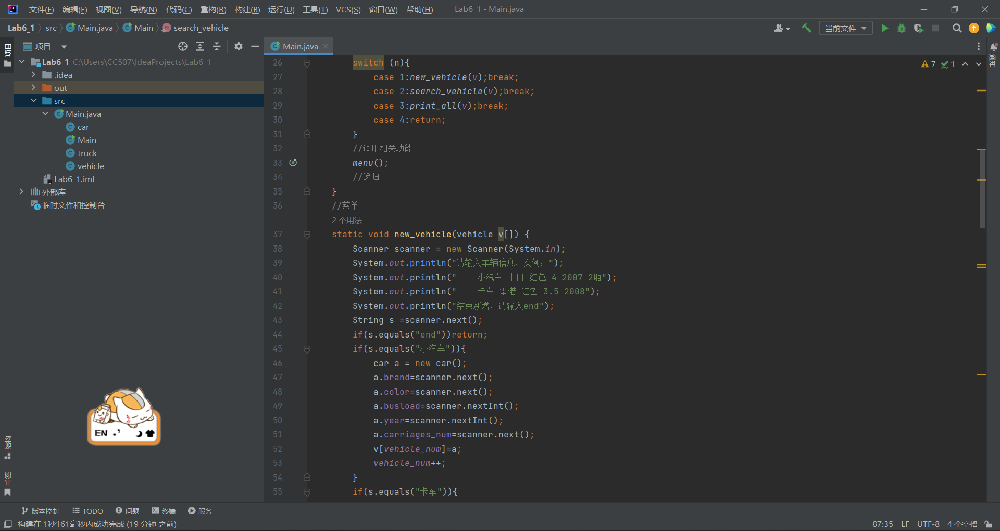 文件(F) 编辑(E) 视图(V) 导航(N) 代码(C) 重构(R) 构建(B) 运行(U) 工具(T) VCS(S) 窗口(W) 帮助(H) Lab6_1 - Main.java
Lab6_1 src Main.java Main search_vehicle 当前文件
项目 Main.java
项目
通知
Lab6_1 C:\Users\CC507\IdeaProjects\Lab6_1
.idea
out
src
Main.java
car
Main
truck
vehicle
Lab6_1.iml
外部库
临时文件和控制台
EN
结构
书签
7 1
26 switch (n){
27 case 1:new_vehicle(v);break;
28 case 2:search_vehicle(v);break;
29 case 3:print_all(v);break;
30 case 4:return;
31 }
32 //调用相关功能
33 menu();
34 //递归
35 }
36 //菜单
2 个用法
37 static void new_vehicle(vehicle v[]) {
38 Scanner scanner = new Scanner(System.in);
39 System.out.println("请输入车辆信息，实例：");
40 System.out.println("    小汽车 丰田 红色 4 2007 2厢");
41 System.out.println("    卡车 雷诺 红色 3.5 2008");
42 System.out.println("结束新增，请输入end");
43 String s =scanner.next();
44 if(s.equals("end"))return;
45 if(s.equals("小汽车")){
46 car a = new car();
47 a.brand=scanner.next();
48 a.color=scanner.next();
49 a.busload=scanner.nextInt();
50 a.year=scanner.nextInt();
51 a.carriages_num=scanner.next();
52 v[vehicle_num]=a;
53 vehicle_num++;
54 }
55 if(s.equals("卡车")){
版本控制 TODO 问题 终端 服务
构建在 1秒161毫秒内成功完成 (19 分钟 之前) 87:35 LF UTF-8 4 个空格